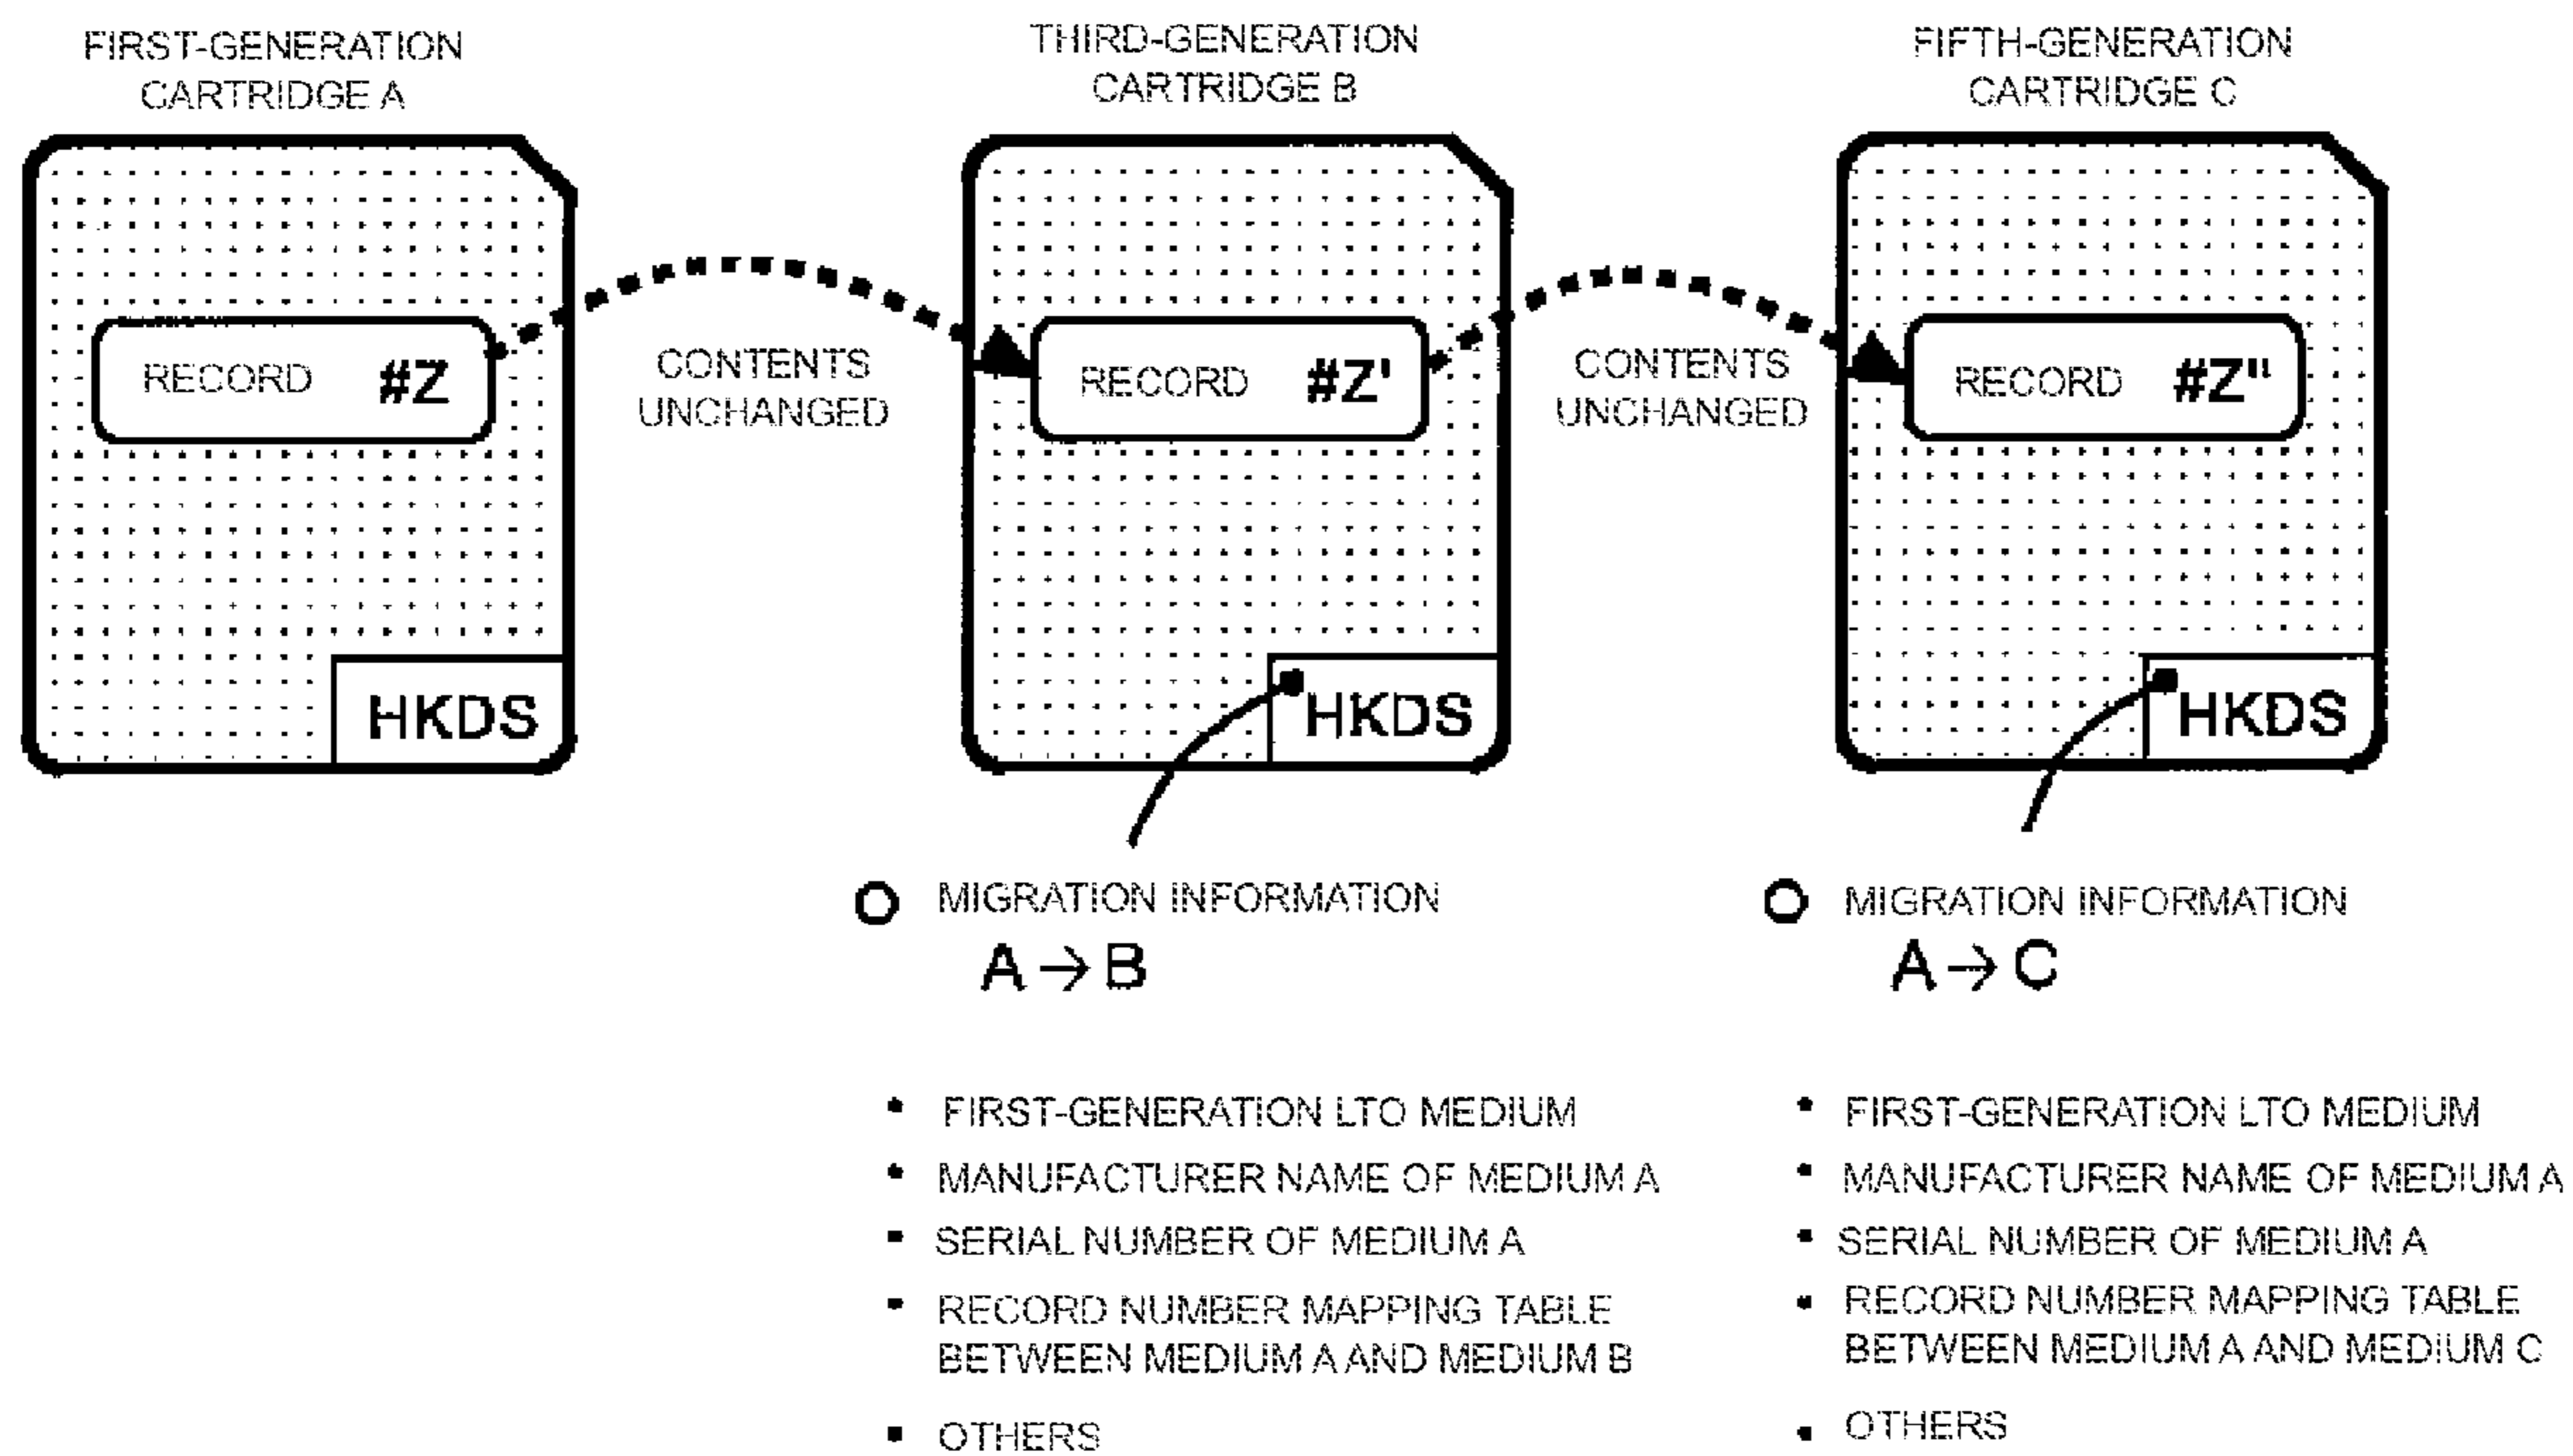 FIRST-GENERATION
CARTRIDGE A
RECORD #Z
HKDS
CONTENTS
UNCHANGED
THIRD-GENERATION
CARTRIDGE B
RECORD #Z'
HKDS
CONTENTS
UNCHANGED
FIFTH-GENERATION
CARTRIDGE C
RECORD #Z"
HKDS
MIGRATION INFORMATION
A→B
• FIRST-GENERATION LTO MEDIUM
• MANUFACTURER NAME OF MEDIUM A
• SERIAL NUMBER OF MEDIUM A
• RECORD NUMBER MAPPING TABLE
BETWEEN MEDIUM A AND MEDIUM B
• OTHERS
MIGRATION INFORMATION
A→C
• FIRST-GENERATION LTO MEDIUM
• MANUFACTURER NAME OF MEDIUM A
• SERIAL NUMBER OF MEDIUM A
• RECORD NUMBER MAPPING TABLE
BETWEEN MEDIUM A AND MEDIUM C
• OTHERS